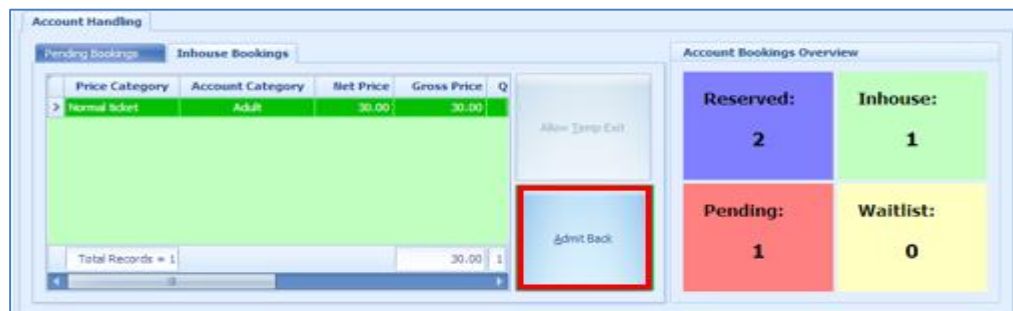 Account Handling
Pending Bookings Inhouse Bookings
Price Category Account Category Net Price Gross Price Q
> Normal ticket Adult 30.00 30.00
Total Records = 1 30.00 1
Allow Temp Exit
Admit Back
Account Bookings Overview
Reserved: Inhouse:
2 1
Pending: Waitlist:
1 0